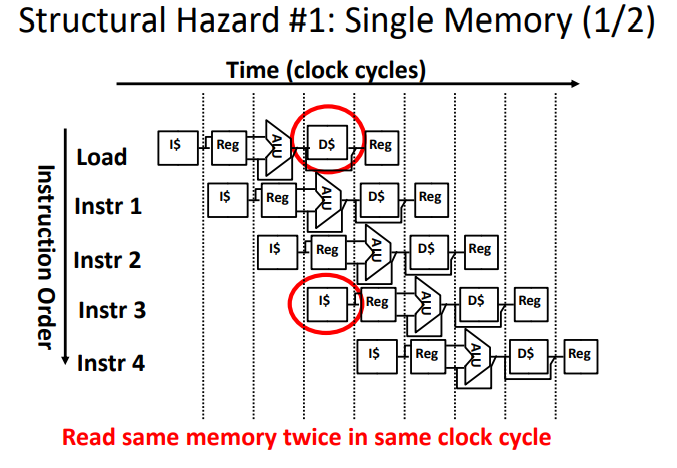 Structural Hazard #1: Single Memory (1/2)
Time (clock cycles)
Instruction Order
Load
I$ Reg ALU D$ Reg
Instr 1
I$ Reg ALU D$ Reg
Instr 2
I$ Reg ALU D$ Reg
Instr 3
I$ Reg ALU D$ Reg
Instr 4
I$ Reg ALU D$ Reg
Read same memory twice in same clock cycle